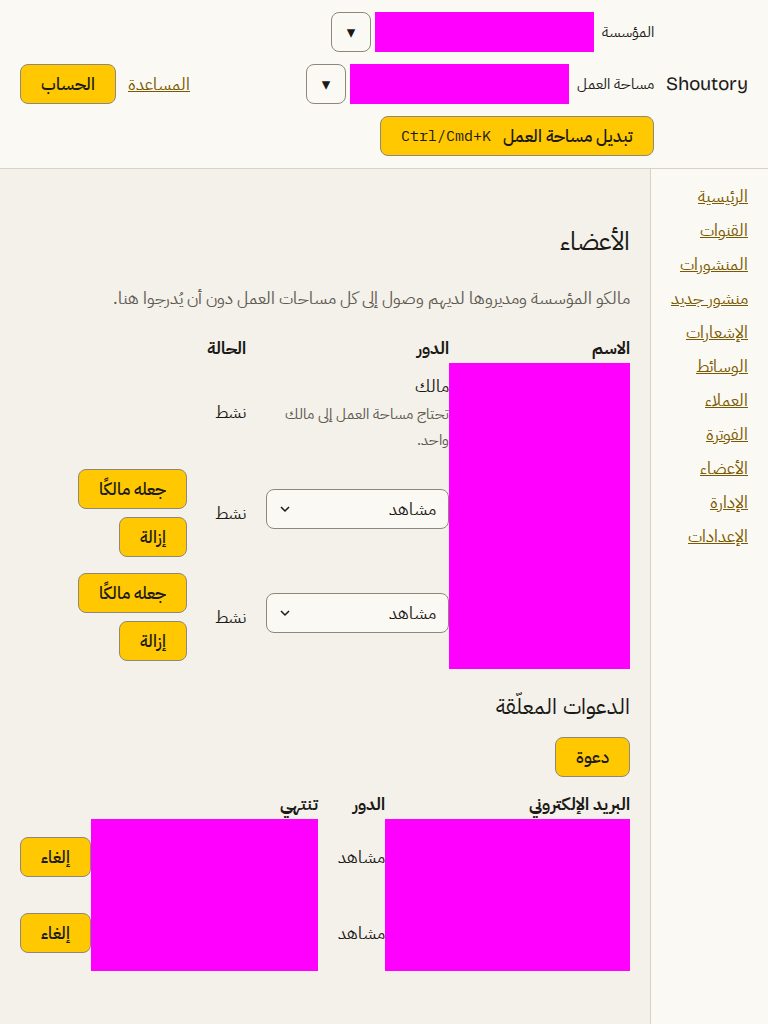 المؤسسة ▼
Shoutory
مساحة العمل ▼
المساعدة
الحساب
تبديل مساحة العمل Ctrl/Cmd+K
الرئيسية
القنوات
المنشورات
منشور جديد
الإشعارات
الوسائط
العملاء
الفوترة
الأعضاء
الإدارة
الإعدادات
الأعضاء
مالكو المؤسسة ومديروها لديهم وصول إلى كل مساحات العمل دون أن يُدرجوا هنا.
الاسم الدور الحالة
مالك
تحتاج مساحة العمل إلى مالك
واحد.
نشط
مشاهد نشط جعله مالكًا
إزالة
مشاهد نشط جعله مالكًا
إزالة
الدعوات المعلّقة
دعوة
البريد الإلكتروني الدور تنتهي
مشاهد إلغاء
مشاهد إلغاء